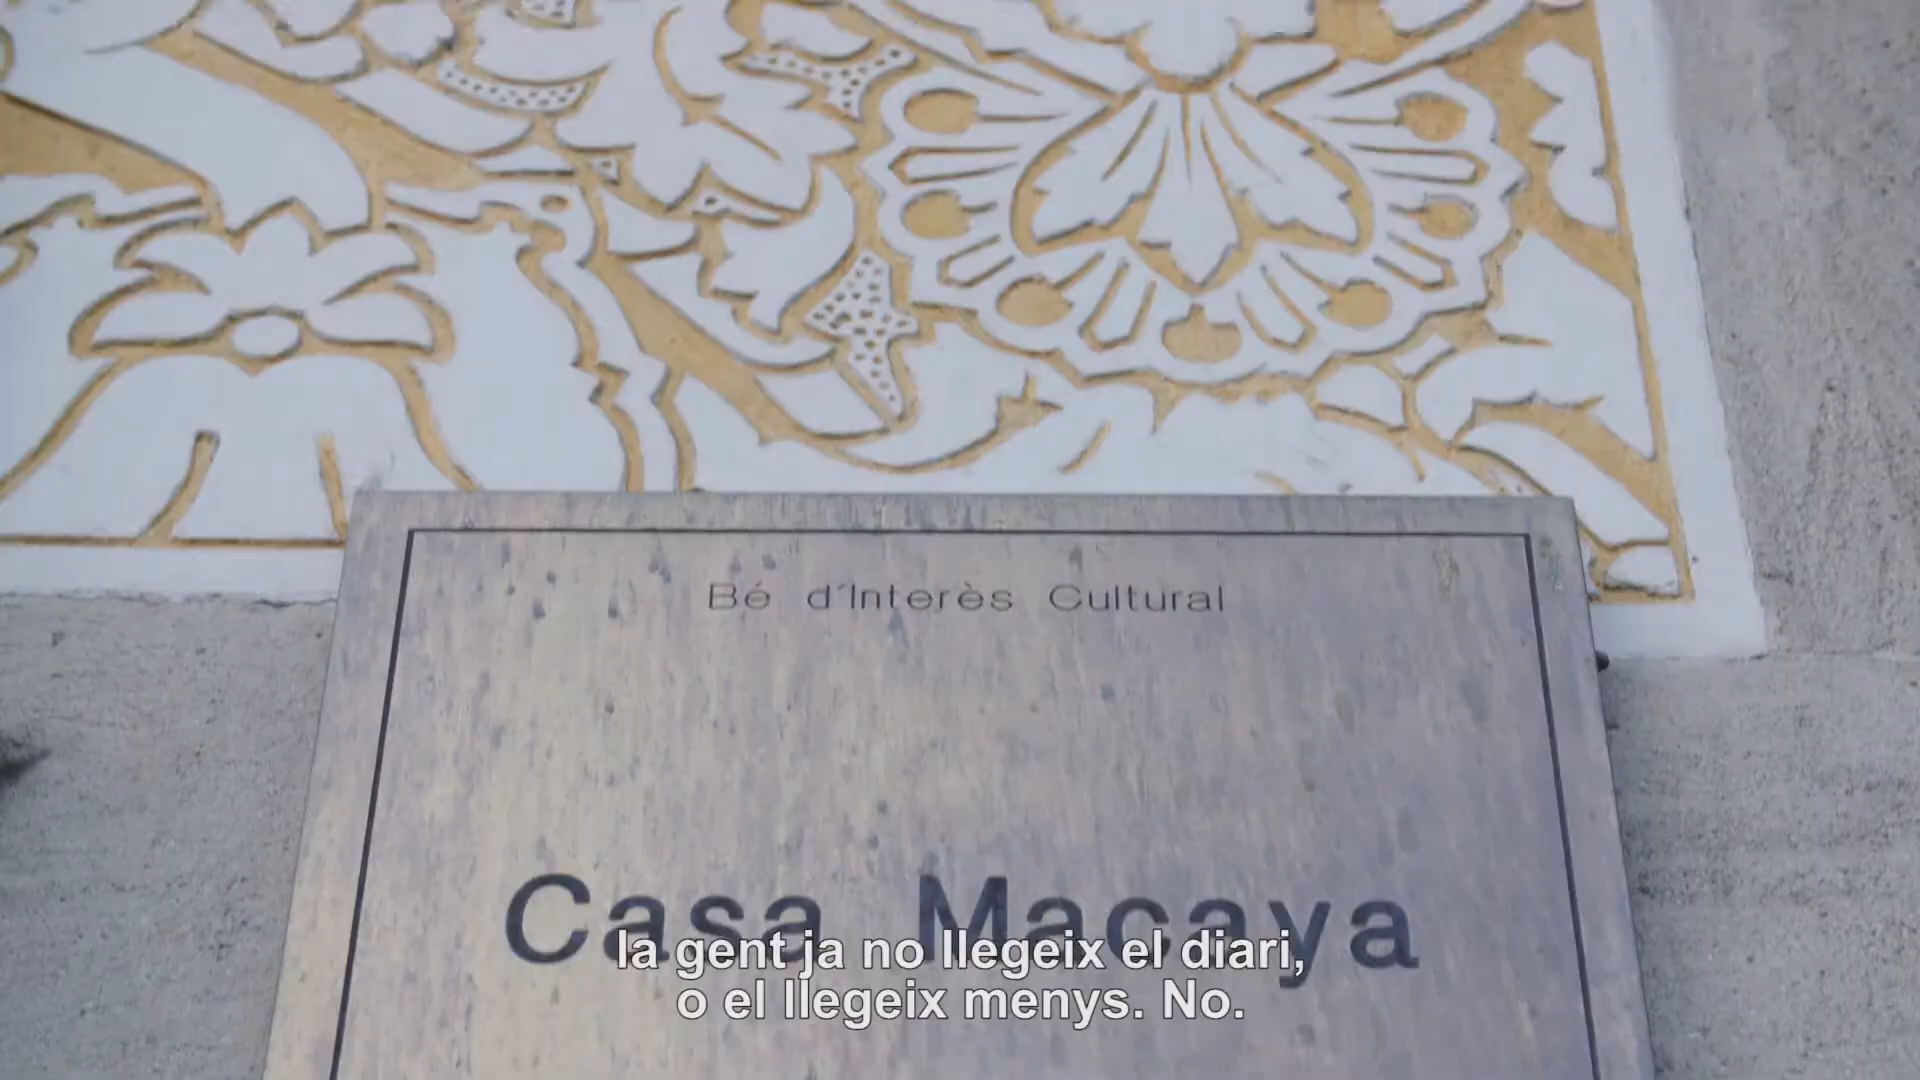 Bé d´Interès Cultural
Casa Macaya
la gent ja no llegeix el diari,
o el llegeix menys. No.